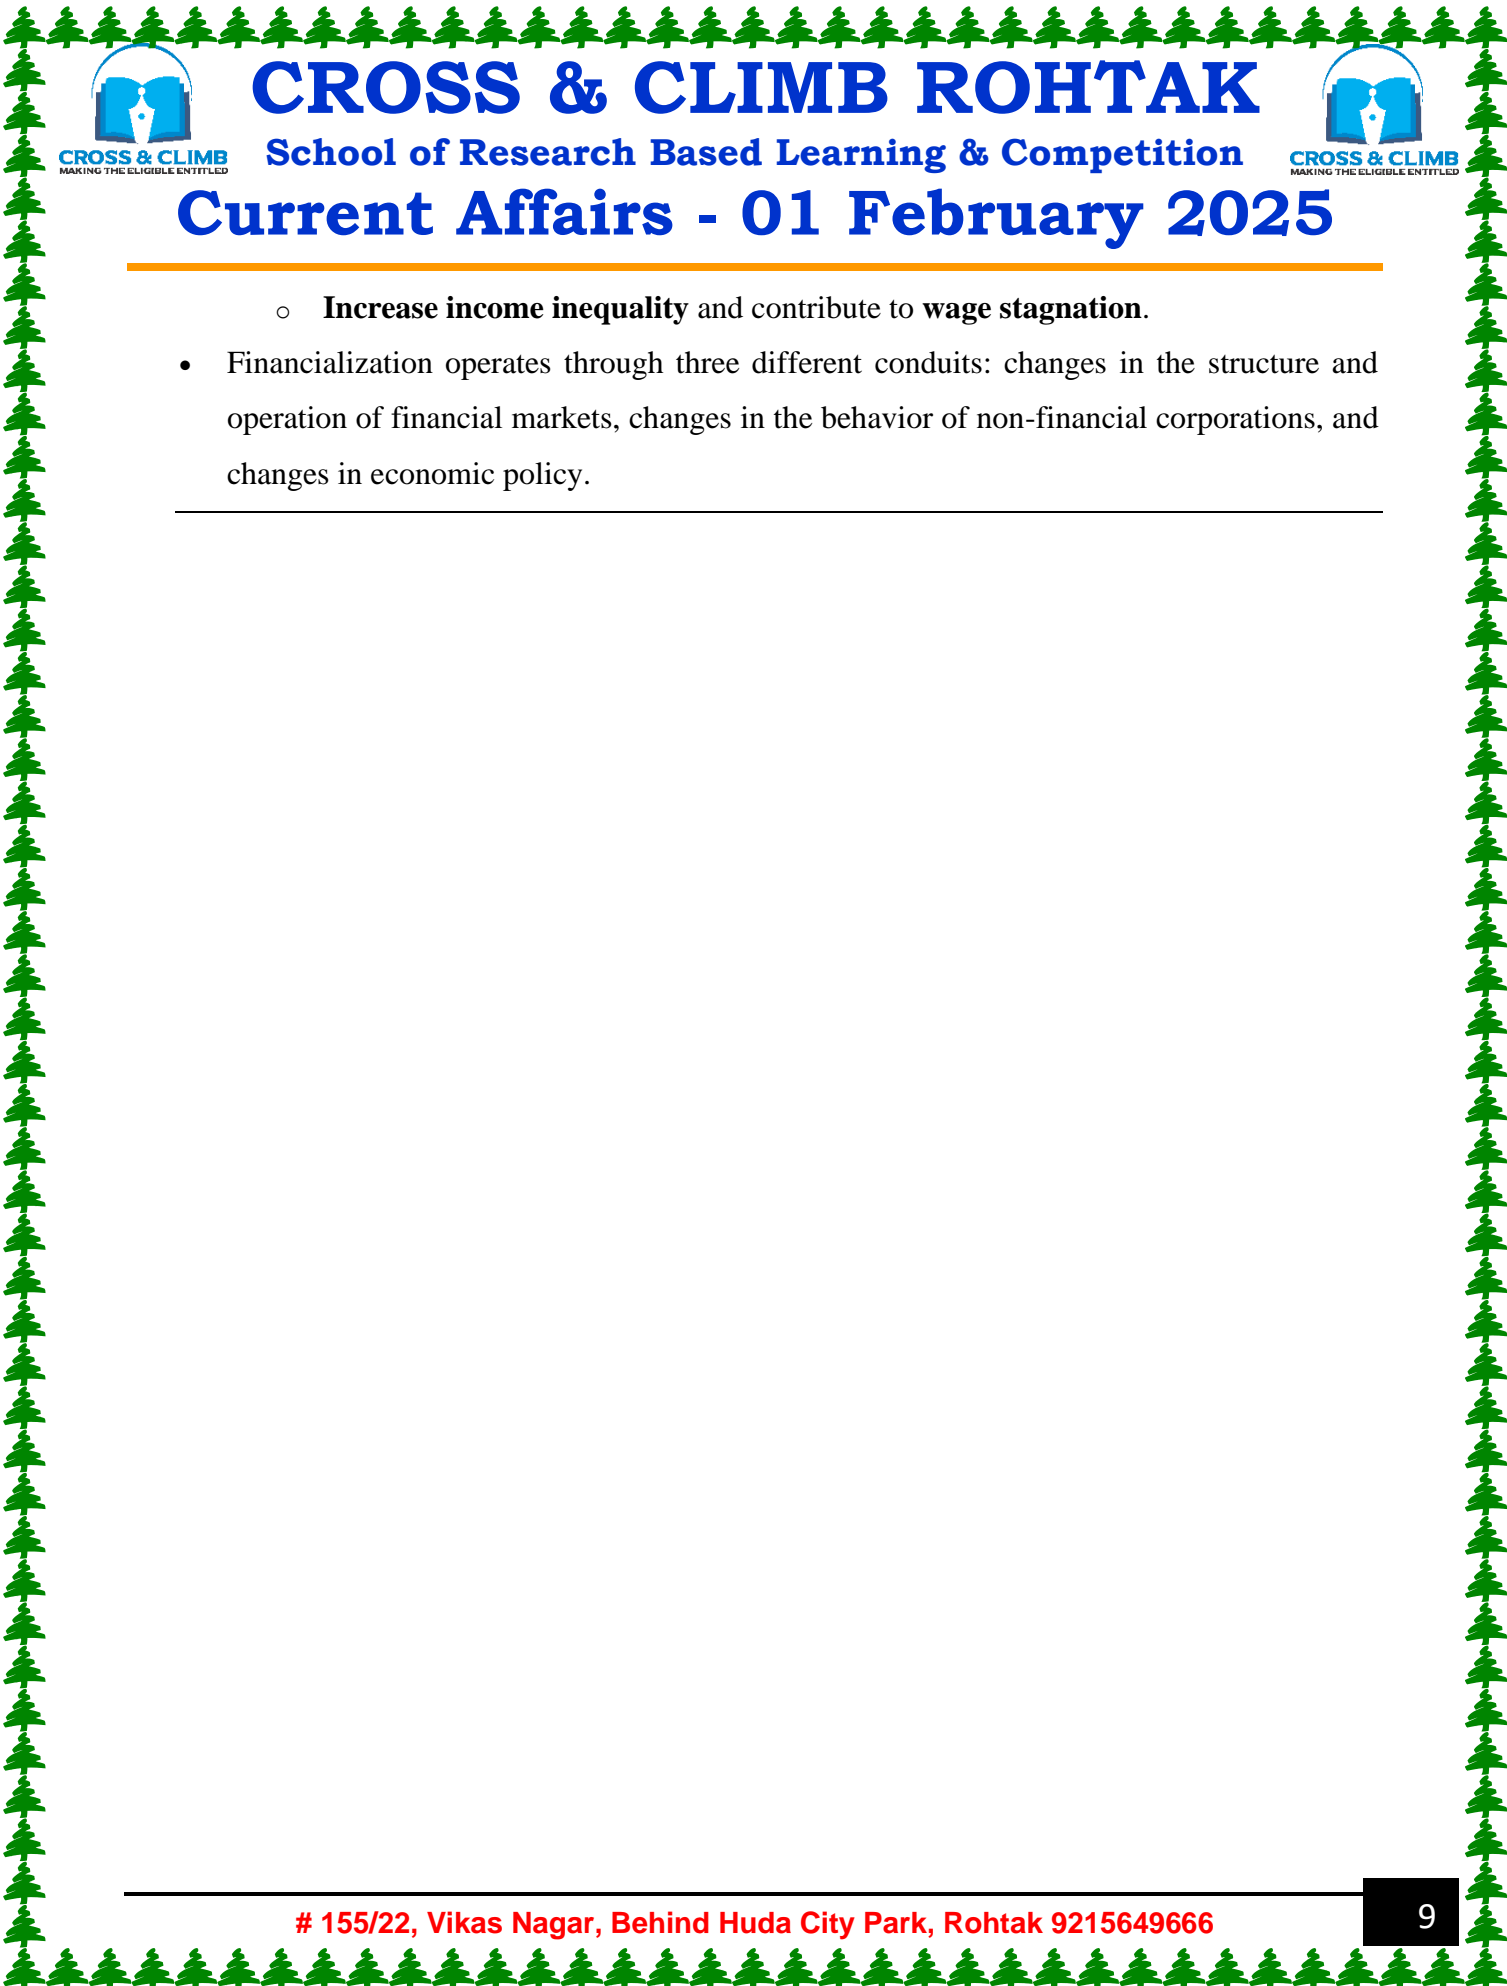 CROSS & CLIMB ROHTAK
School of Research Based Learning & Competition
CROSS & CLIMB
MAKING THE ELIGIBLE ENTITLED
CROSS & CLIMB
MAKING THE ELIGIBLE ENTITLED
Current Affairs - 01 February 2025
o Increase income inequality and contribute to wage stagnation.
• Financialization operates through three different conduits: changes in the structure and
operation of financial markets, changes in the behavior of non-financial corporations, and
changes in economic policy.
# 155/22, Vikas Nagar, Behind Huda City Park, Rohtak 9215649666
9